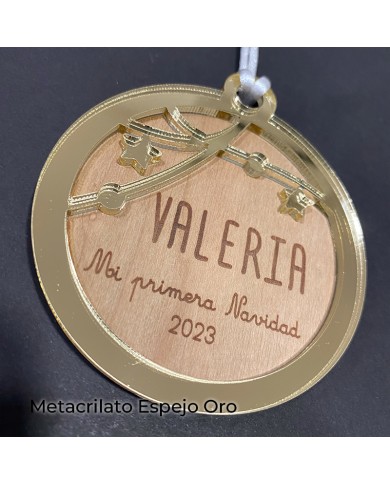 VALERIA
Mi primera Navidad
2023
Metacrilato Espejo Oro